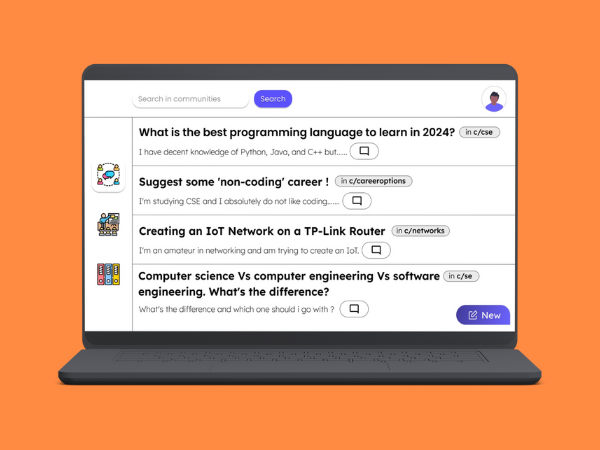 Search in communities
Search
What is the best programming language to learn in 2024? in c/cse
I have decent knowledge of Python, Java, and C++ but......
Suggest some 'non-coding' career ! in c/careeroptions
I'm studying CSE and I absolutely do not like coding.......
Creating an IoT Network on a TP-Link Router in c/networks
I'm an amateur in networking and am trying to create an IoT.
Computer science Vs computer engineering Vs software in c/se
engineering. What's the difference?
What's the difference and which one should i go with ?
New